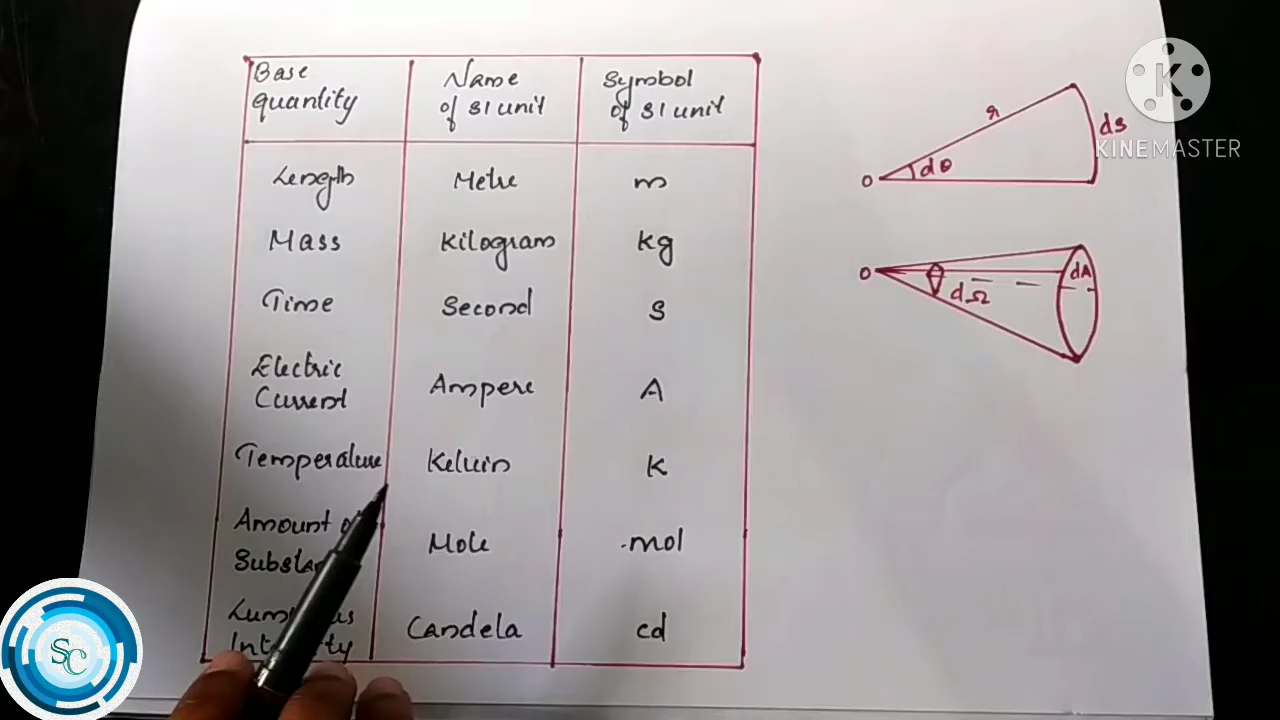 Base
quantity
Name
of SI unit
Symbol
of SI unit
Length
Metre
m
Mass
Kilogram
kg
Time
Second
s
Electric
Current
Ampere
A
Temperature
Kelvin
K
Amount
Mole
mol
Candela
cd
r
ds
dθ
O
O
dA
dΩ
K
KINEMASTER
SC